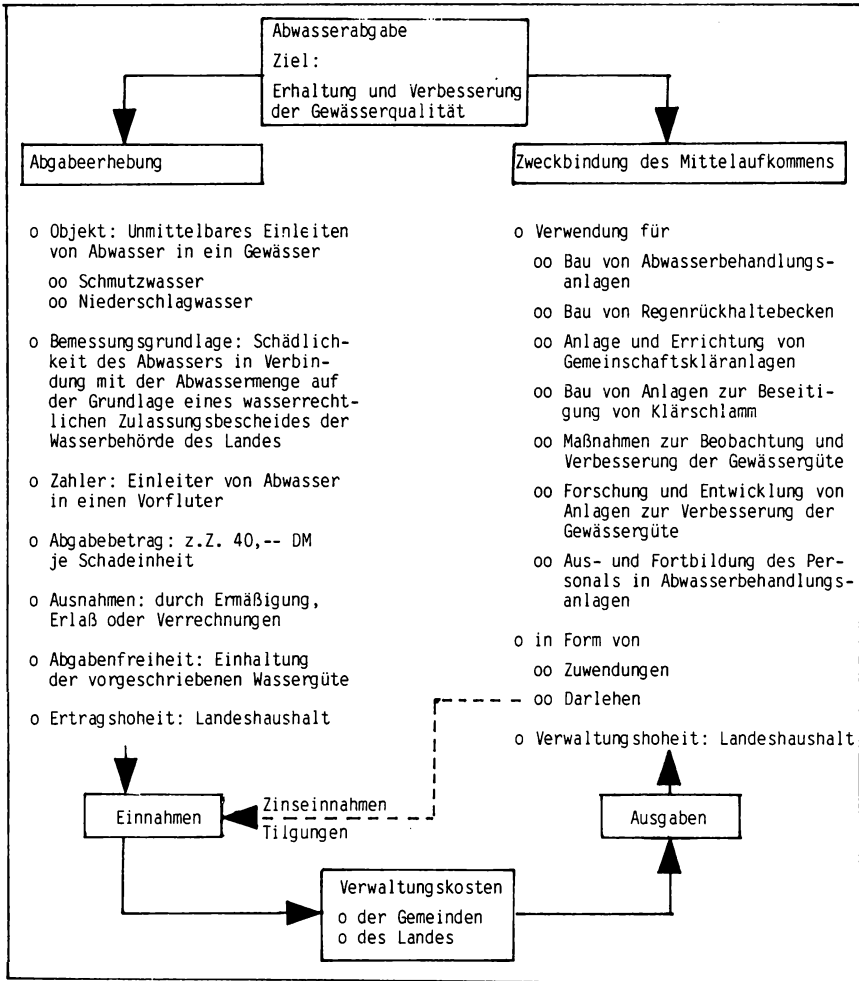 Abwasserabgabe
Ziel:
Erhaltung und Verbesserung
der Gewässerqualität
Abgabeerhebung
o Objekt: Unmittelbares Einleiten
von Abwasser in ein Gewässer
oo Schmutzwasser
oo Niederschlagwasser
o Bemessungsgrundlage: Schädlich-
keit des Abwassers in Verbin-
dung mit der Abwassermenge auf
der Grundlage eines wasserrecht-
lichen Zulassungsbescheides der
Wasserbehörde des Landes
o Zahler: Einleiter von Abwasser
in einen Vorfluter
o Abgabebetrag: z.Z. 40,-- DM
je Schadeinheit
o Ausnahmen: durch Ermäßigung,
Erlaß oder Verrechnungen
o Abgabenfreiheit: Einhaltung
der vorgeschriebenen Wassergüte
o Ertragshoheit: Landeshaushalt
Zweckbindung des Mittelaufkommens
o Verwendung für
oo Bau von Abwasserbehandlungs-
anlagen
oo Bau von Regenrückhaltebecken
oo Anlage und Errichtung von
Gemeinschaftskläranlagen
oo Bau von Anlagen zur Beseiti-
gung von Klärschlamm
oo Maßnahmen zur Beobachtung und
Verbesserung der Gewässergüte
oo Forschung und Entwicklung von
Anlagen zur Verbesserung der
Gewässergüte
oo Aus- und Fortbildung des Per-
sonals in Abwasserbehandlungs-
anlagen
o in Form von
oo Zuwendungen
oo Darlehen
o Verwaltungshoheit: Landeshaushalt
Einnahmen
Zinseinnahmen
Tilgungen
Ausgaben
Verwaltungskosten
o der Gemeinden
o des Landes